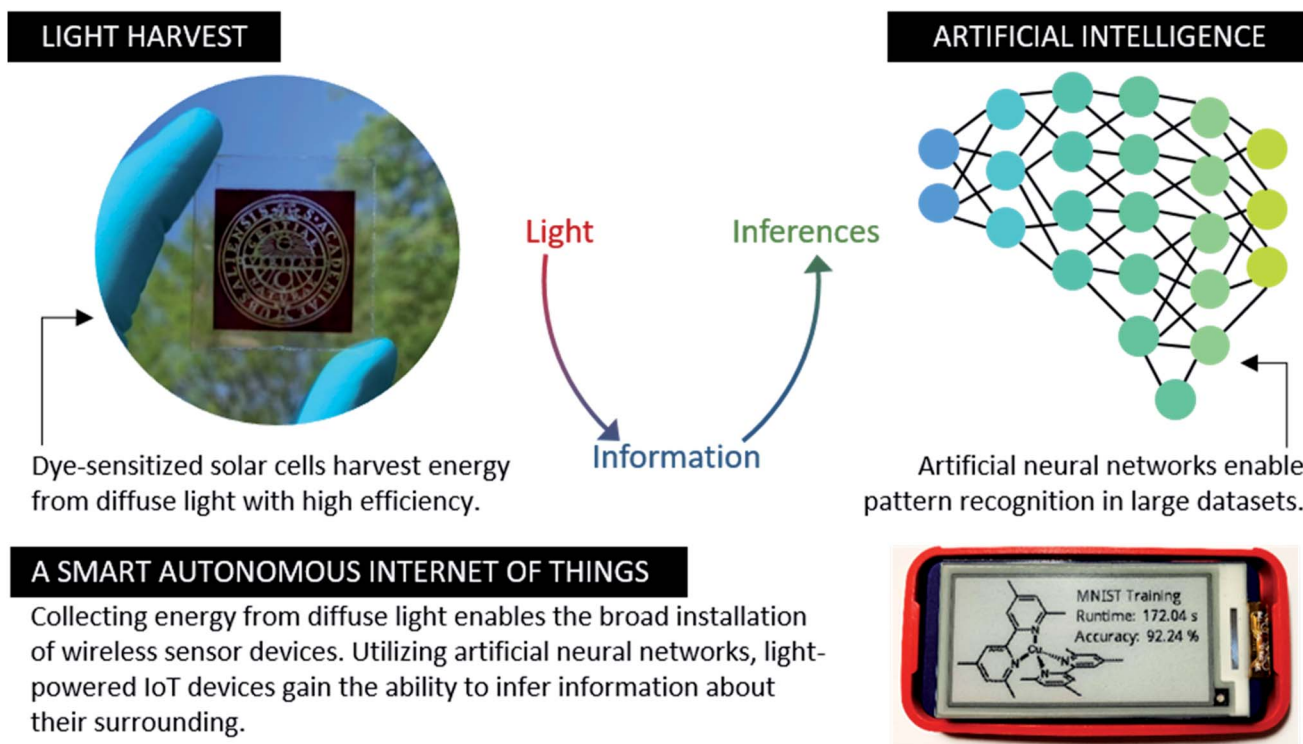 LIGHT HARVEST
ARTIFICIAL INTELLIGENCE
Light
Inferences
Information
Dye-sensitized solar cells harvest energy
from diffuse light with high efficiency.
Artificial neural networks enable
pattern recognition in large datasets.
A SMART AUTONOMOUS INTERNET OF THINGS
Collecting energy from diffuse light enables the broad installation
of wireless sensor devices. Utilizing artificial neural networks, light-
powered IoT devices gain the ability to infer information about
their surrounding.
MNIST Training
Runtime: 172.04 s
Accuracy: 92.24 %
N
N
Cu
N
N